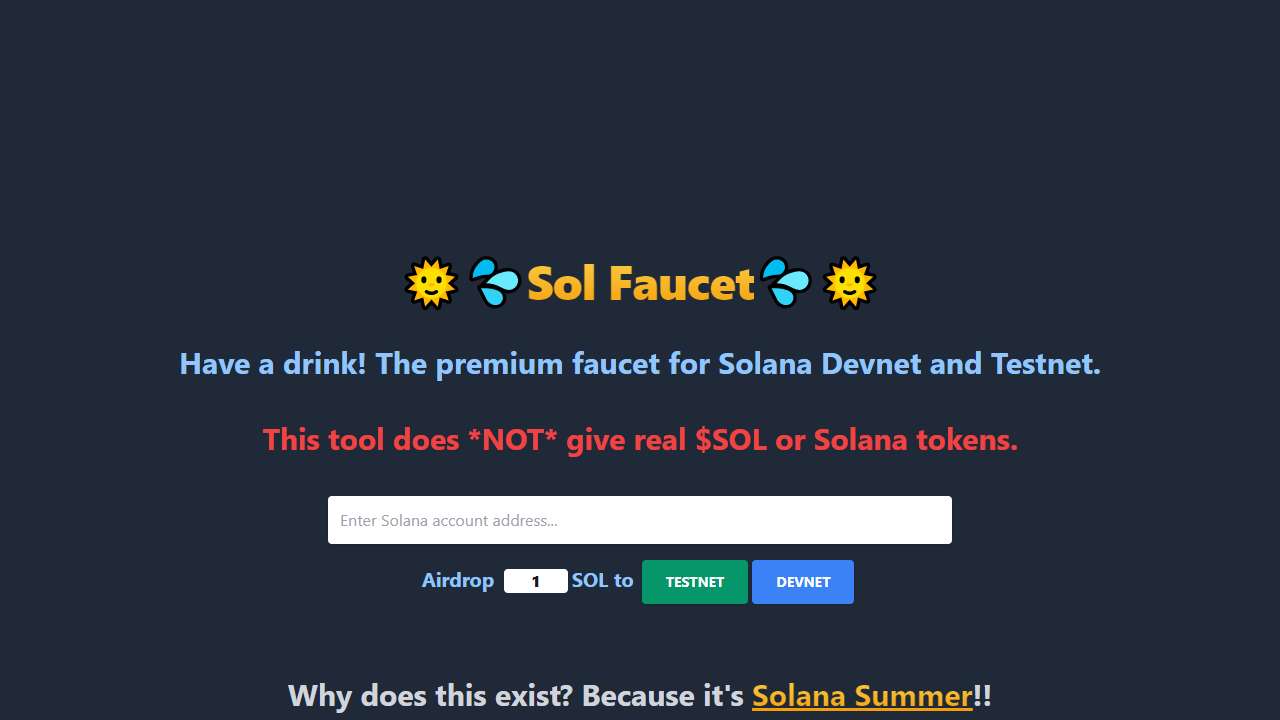 Sol Faucet
Have a drink! The premium faucet for Solana Devnet and Testnet.
This tool does *NOT* give real $SOL or Solana tokens.
Enter Solana account address...
Airdrop 1 SOL to TESTNET DEVNET
Why does this exist? Because it's Solana Summer!!